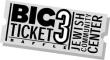 BIG 3
TICKET
RAFFLE
JEWISH
COMMUNITY
CENTER